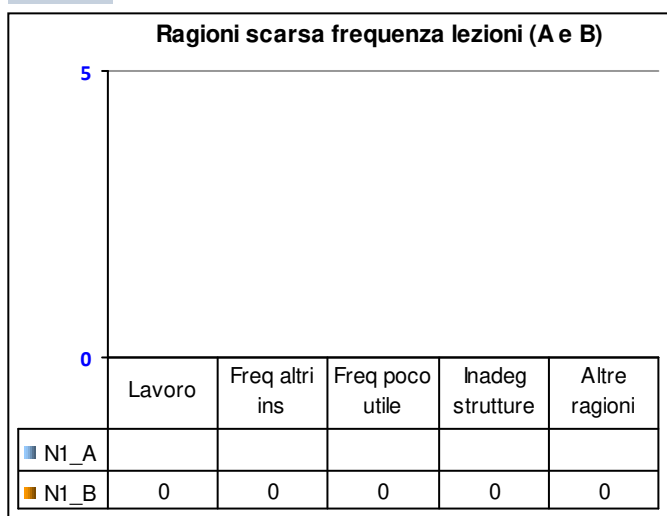 Ragioni scarsa frequenza lezioni (A e B)
5
0
Lavoro
Freq altri
ins
Freq poco
utile
Inadeg
strutture
Altre
ragioni
N1_A
N1_B 0 0 0 0 0